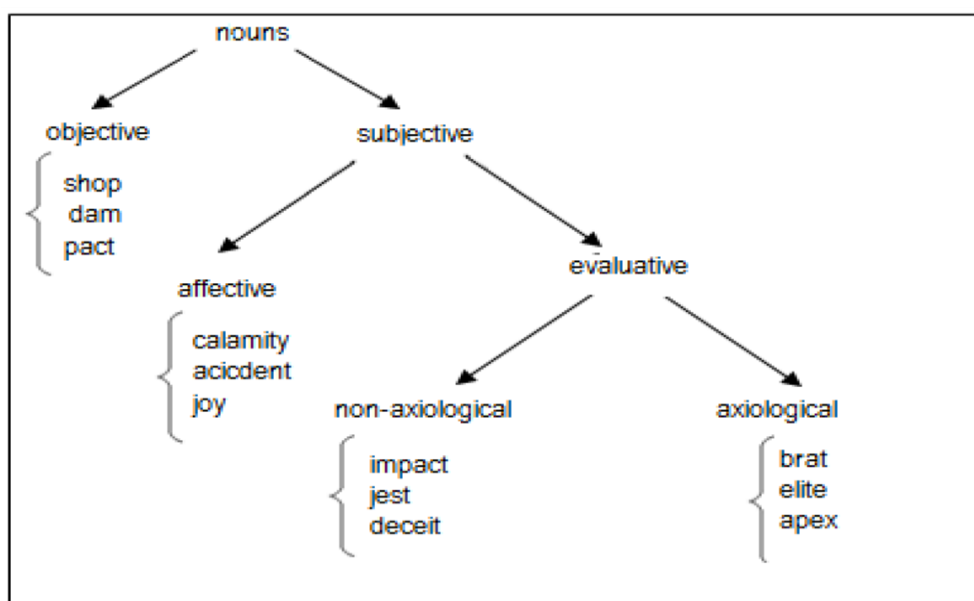 nouns
objective
subjective
shop
dam
pact
evaluative
affective
calamity
acicdent
joy
non-axiological
axiological
impact
jest
deceit
brat
elite
apex